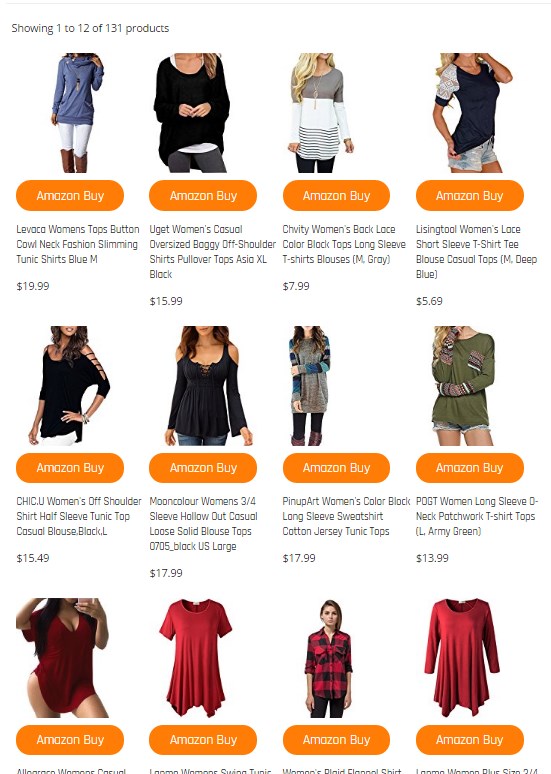 Showing 1 to 12 of 131 products
Amazon Buy
Amazon Buy
Amazon Buy
Amazon Buy
Levaca Womens Tops Button
Cowl Neck Fashion Slimming
Tunic Shirts Blue M
$19.99
Uget Women's Casual
Oversized Baggy Off-Shoulder
Shirts Pullover Tops Asia XL
Black
$15.99
Chvity Women's Back Lace
Color Block Tops Long Sleeve
T-shirts Blouses (M, Gray)
$7.99
Lisingtool Women's Lace
Short Sleeve T-Shirt Tee
Blouse Casual Tops (M, Deep
Blue)
$5.69
Amazon Buy
Amazon Buy
Amazon Buy
Amazon Buy
CHIC.U Women's Off Shoulder
Shirt Half Sleeve Tunic Top
Casual Blouse,Black,L
$15.49
Mooncolour Womens 3/4
Sleeve Hollow Out Casual
Loose Solid Blouse Tops
0705_black US Large
$17.99
PinupArt Women's Color Block
Long Sleeve Sweatshirt
Cotton Jersey Tunic Tops
$17.99
POGT Women Long Sleeve O-
Neck Patchwork T-shirt Tops
(L, Army Green)
$13.99
Amazon Buy
Amazon Buy
Amazon Buy
Amazon Buy
Allegrace Womens Casual
Womens Swing Tunic
Women's Plaid Flannel Shirt
Women Plus Size 3/4